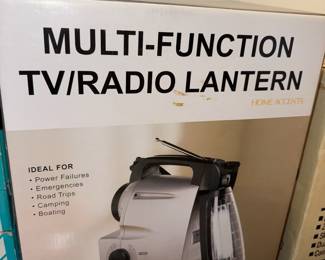 MULTI-FUNCTION
TV/RADIO LANTERN
HOME ACCENTS
IDEAL FOR
• Power Failures
• Emergencies
• Road Trips
• Camping
• Boating